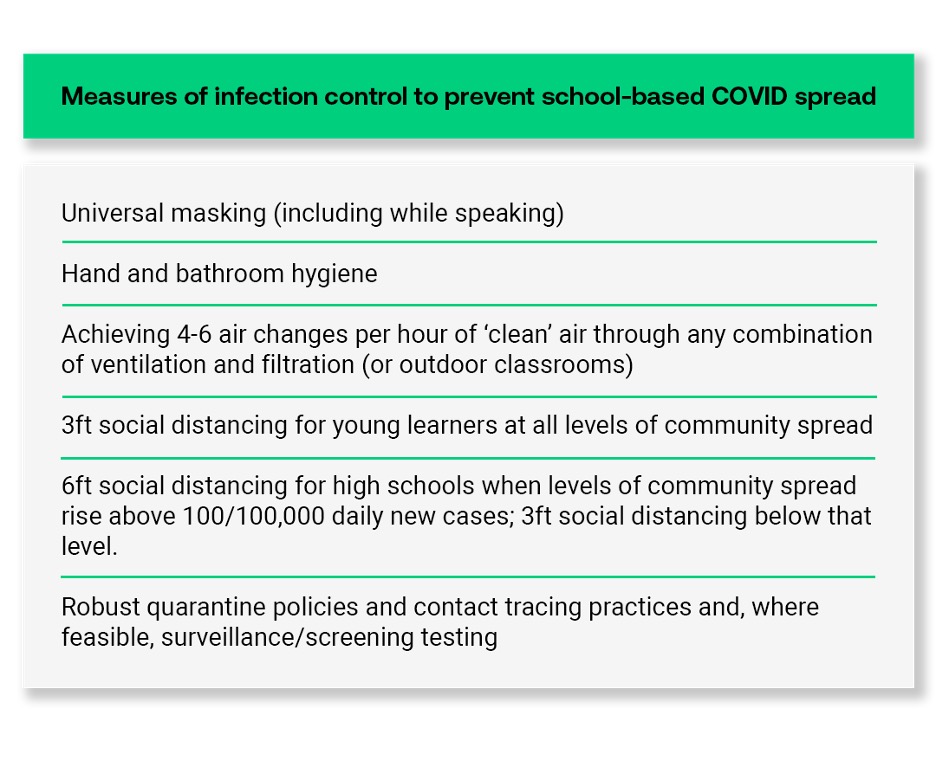 Measures of infection control to prevent school-based COVID spread
Universal masking (including while speaking)
Hand and bathroom hygiene
Achieving 4-6 air changes per hour of ‘clean’ air through any combination
of ventilation and filtration (or outdoor classrooms)
3ft social distancing for young learners at all levels of community spread
6ft social distancing for high schools when levels of community spread
rise above 100/100,000 daily new cases; 3ft social distancing below that
level.
Robust quarantine policies and contact tracing practices and, where
feasible, surveillance/screening testing